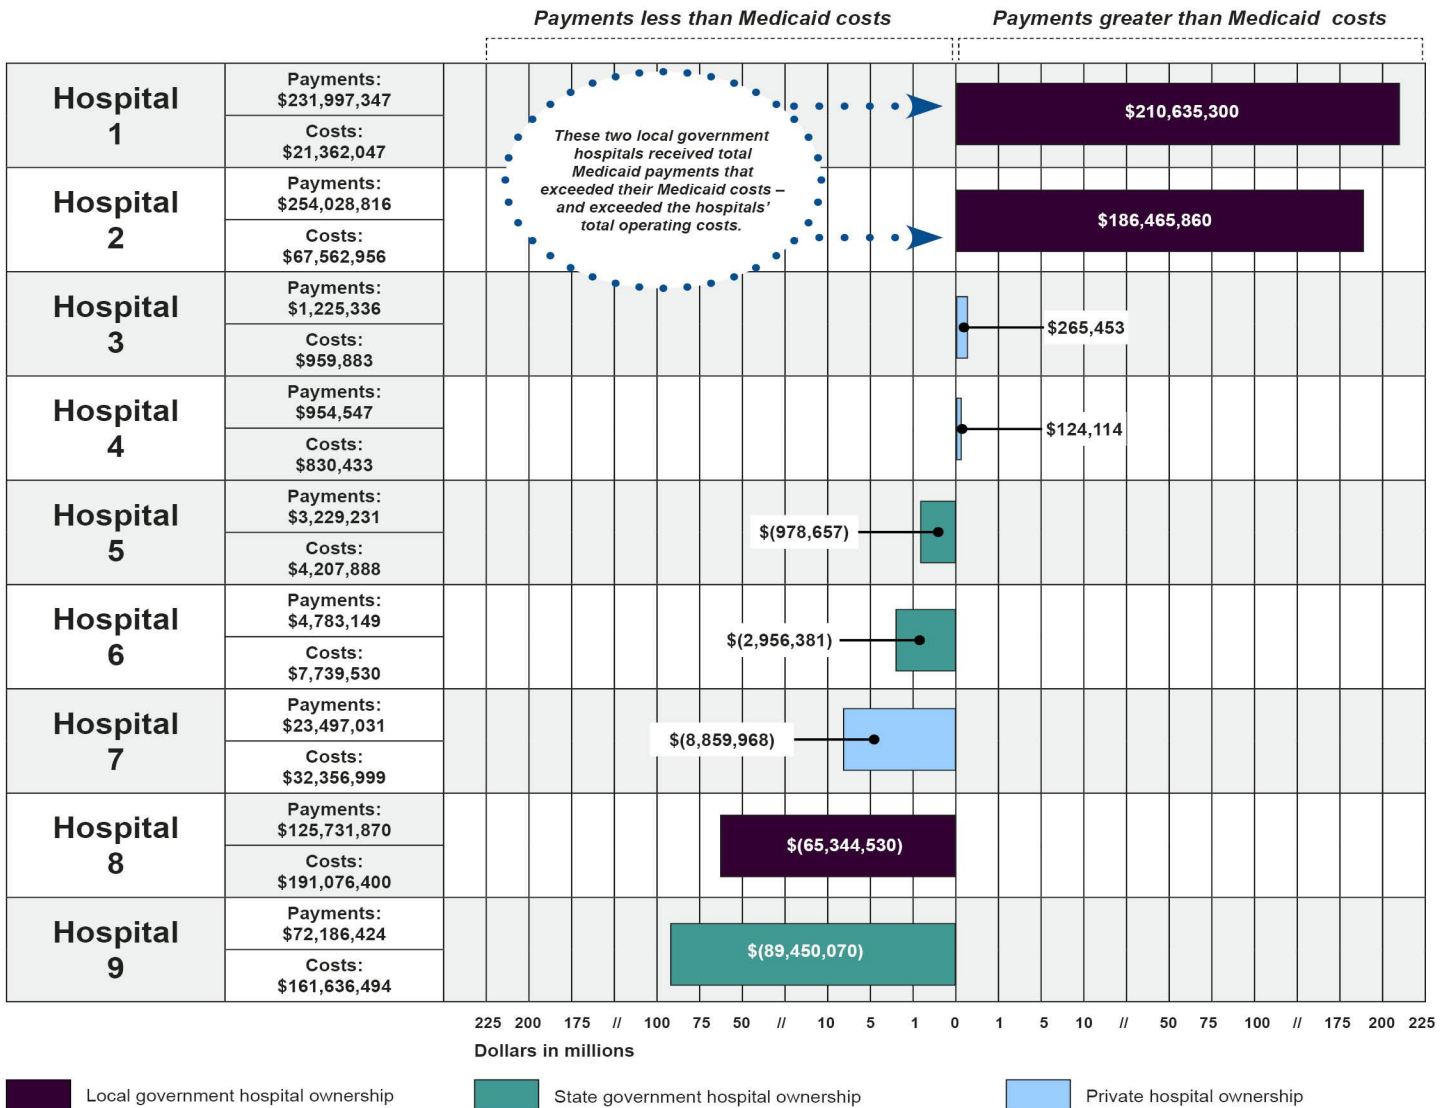 Payments less than Medicaid costs
Payments greater than Medicaid costs
Hospital
1
Payments:
$231,997,347
Costs:
$21,362,047
$210,635,300
These two local government
hospitals received total
Medicaid payments that
exceeded their Medicaid costs –
and exceeded the hospitals'
total operating costs.
Hospital
2
Payments:
$254,028,816
Costs:
$67,562,956
$186,465,860
Hospital
3
Payments:
$1,225,336
Costs:
$959,883
$265,453
Hospital
4
Payments:
$954,547
Costs:
$830,433
$124,114
Hospital
5
Payments:
$3,229,231
Costs:
$4,207,888
$(978,657)
Hospital
6
Payments:
$4,783,149
Costs:
$7,739,530
$(2,956,381)
Hospital
7
Payments:
$23,497,031
Costs:
$32,356,999
$(8,859,968)
Hospital
8
Payments:
$125,731,870
Costs:
$191,076,400
$(65,344,530)
Hospital
9
Payments:
$72,186,424
Costs:
$161,636,494
$(89,450,070)
225 200 175 // 100 75 50 // 10 5 1 0 1 5 10 // 50 75 100 // 175 200 225
Dollars in millions
Local government hospital ownership
State government hospital ownership
Private hospital ownership